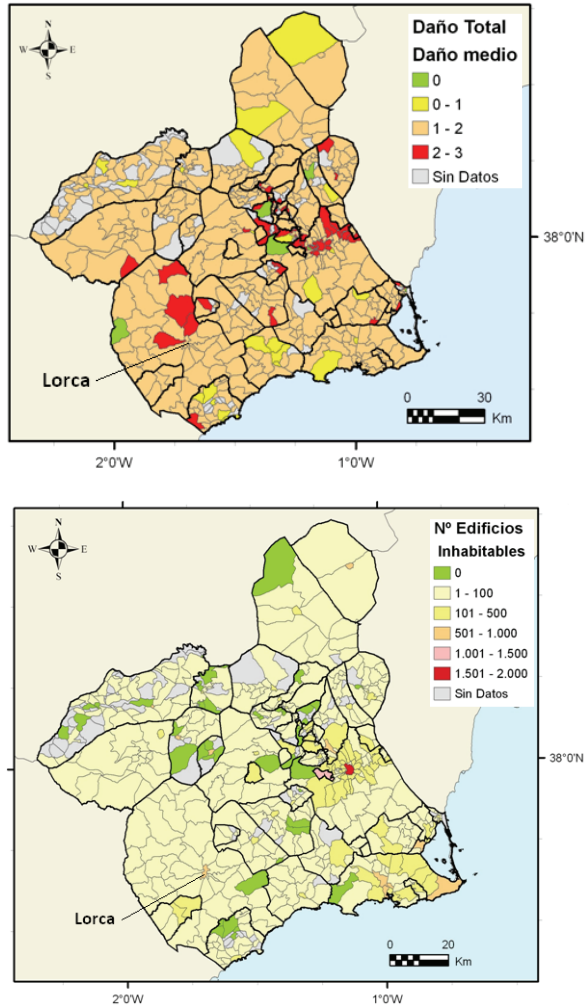 N
W E
S
Daño Total
Daño medio
0
0 - 1
1 - 2
2 - 3
Sin Datos
38°0'N
Lorca
0 30
Km
2°0'W 1°0'W
N
W E
S
Nº Edificios
Inhabitables
0
1 - 100
101 - 500
501 - 1.000
1.001 - 1.500
1.501 - 2.000
Sin Datos
38°0'N
Lorca
0 20
Km
2°0'W 1°0'W